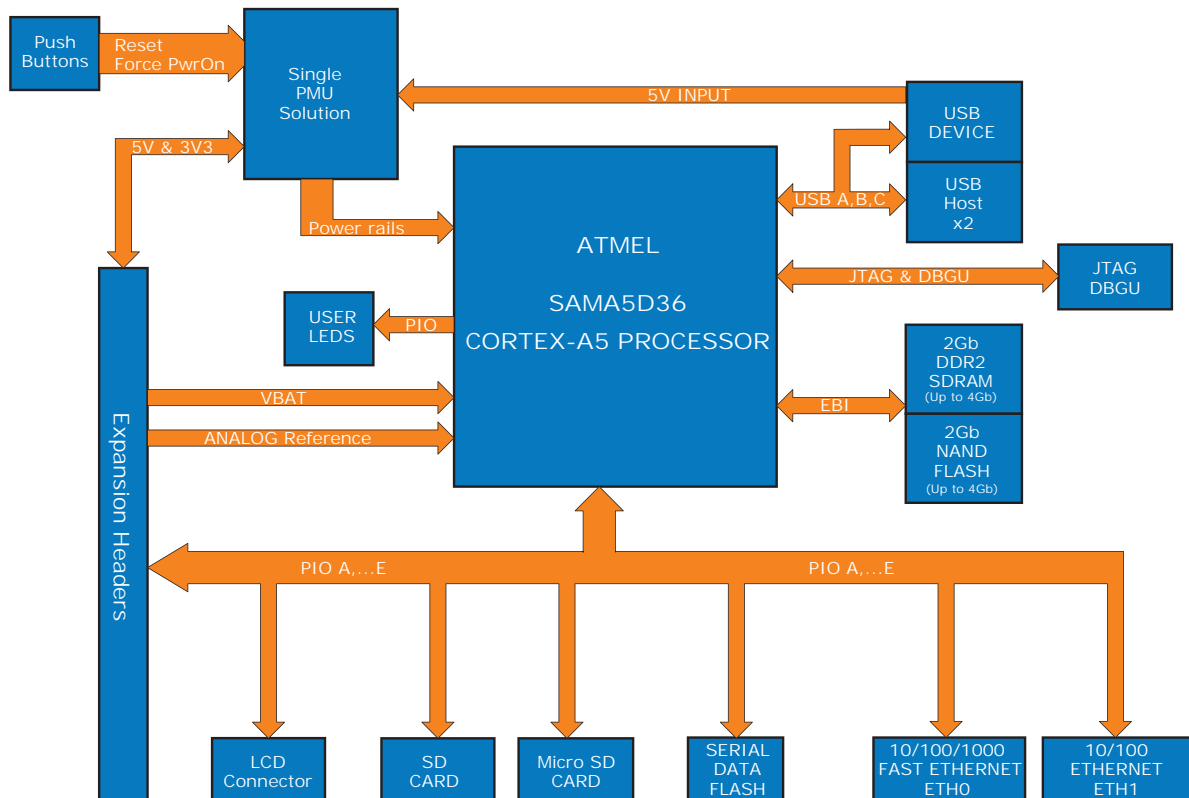 Push
Buttons
Reset
Force PwrOn
Single
PMU
Solution
5V INPUT
USB
DEVICE
5V & 3V3
USB A,B,C
USB
Host
x2
Power rails
ATMEL
SAMA5D36
CORTEX-A5 PROCESSOR
JTAG & DBGU
JTAG
DBGU
USER
LEDS
PIO
2Gb
DDR2
SDRAM
(Up to 4Gb)
EBI
2Gb
NAND
FLASH
(Up to 4Gb)
VBAT
ANALOG Reference
Expansion Headers
PIO A,...E
PIO A,...E
LCD
Connector
SD
CARD
Micro SD
CARD
SERIAL
DATA
FLASH
10/100/1000
FAST ETHERNET
ETH0
10/100
ETHERNET
ETH1